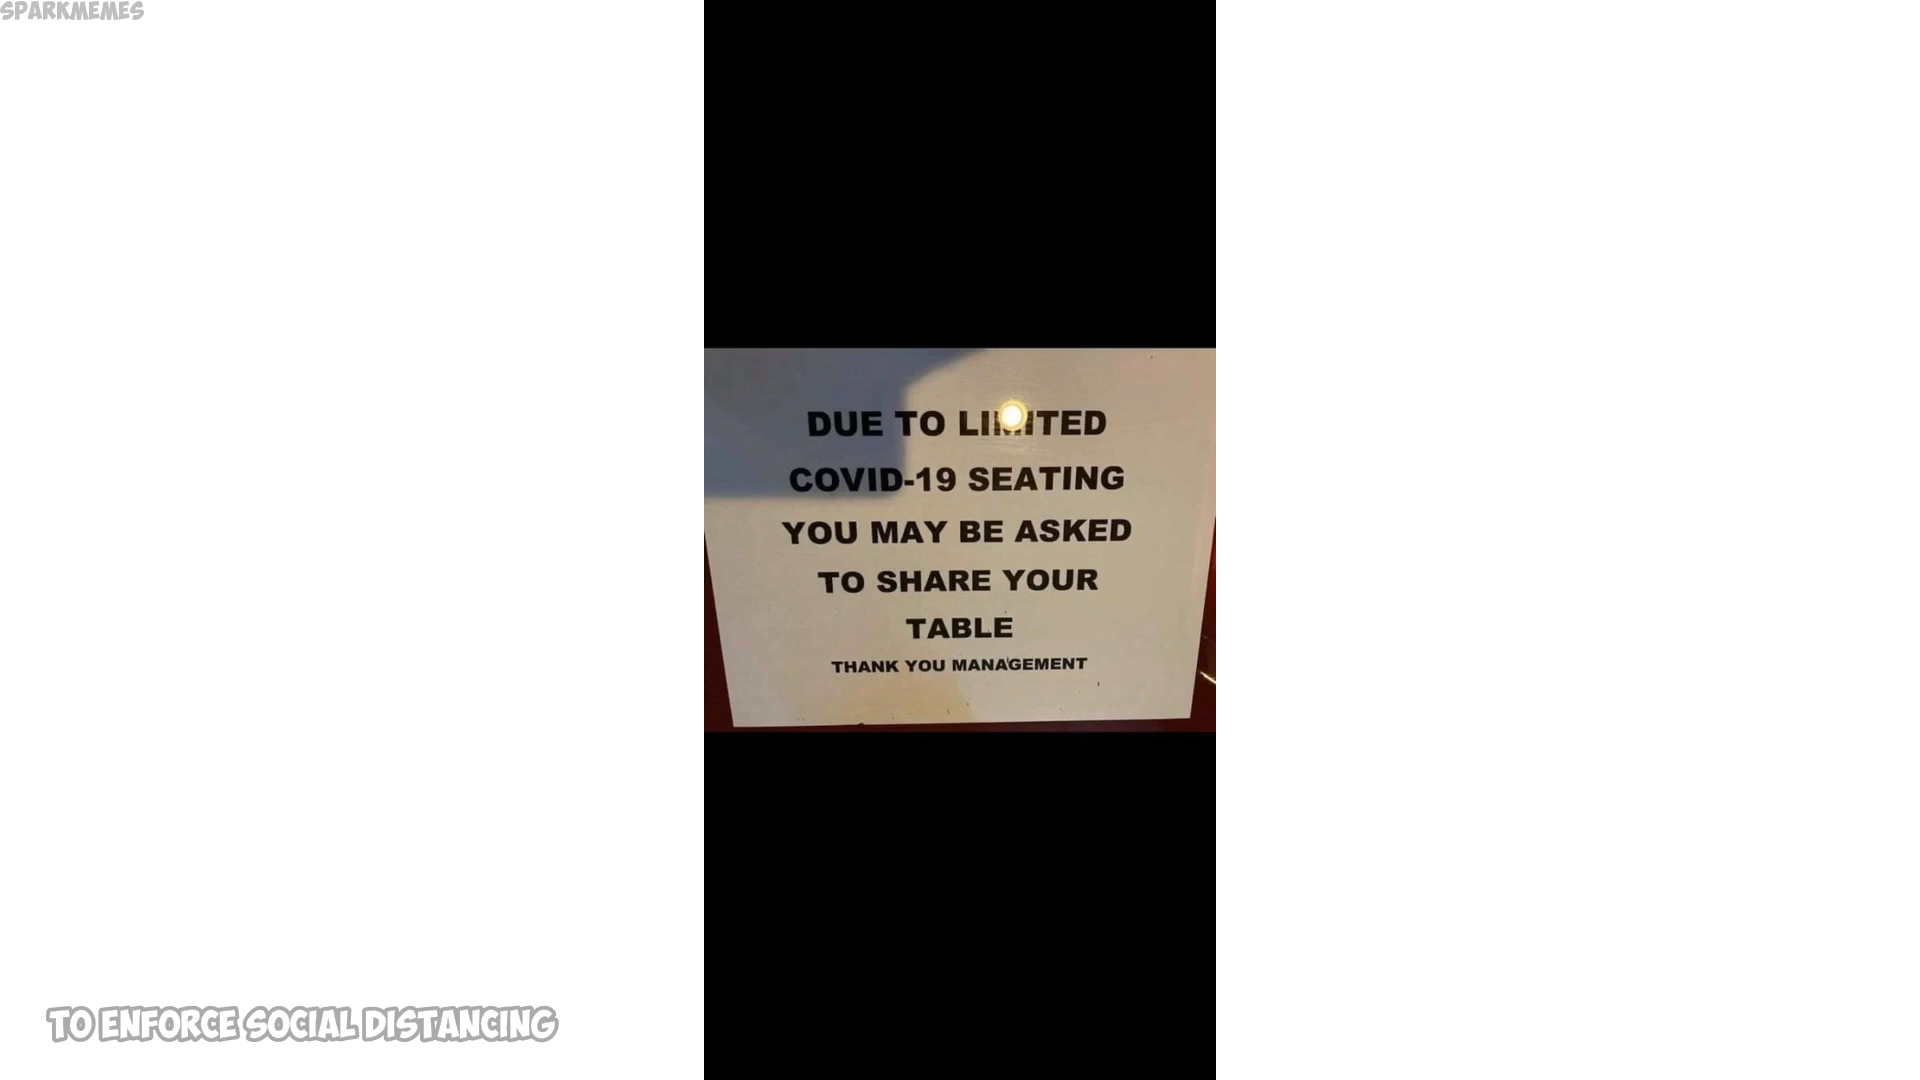 SPARKMEMES
DUE TO LIMITED
COVID-19 SEATING
YOU MAY BE ASKED
TO SHARE YOUR
TABLE
THANK YOU MANAGEMENT
TO ENFORCE SOCIAL DISTANCING